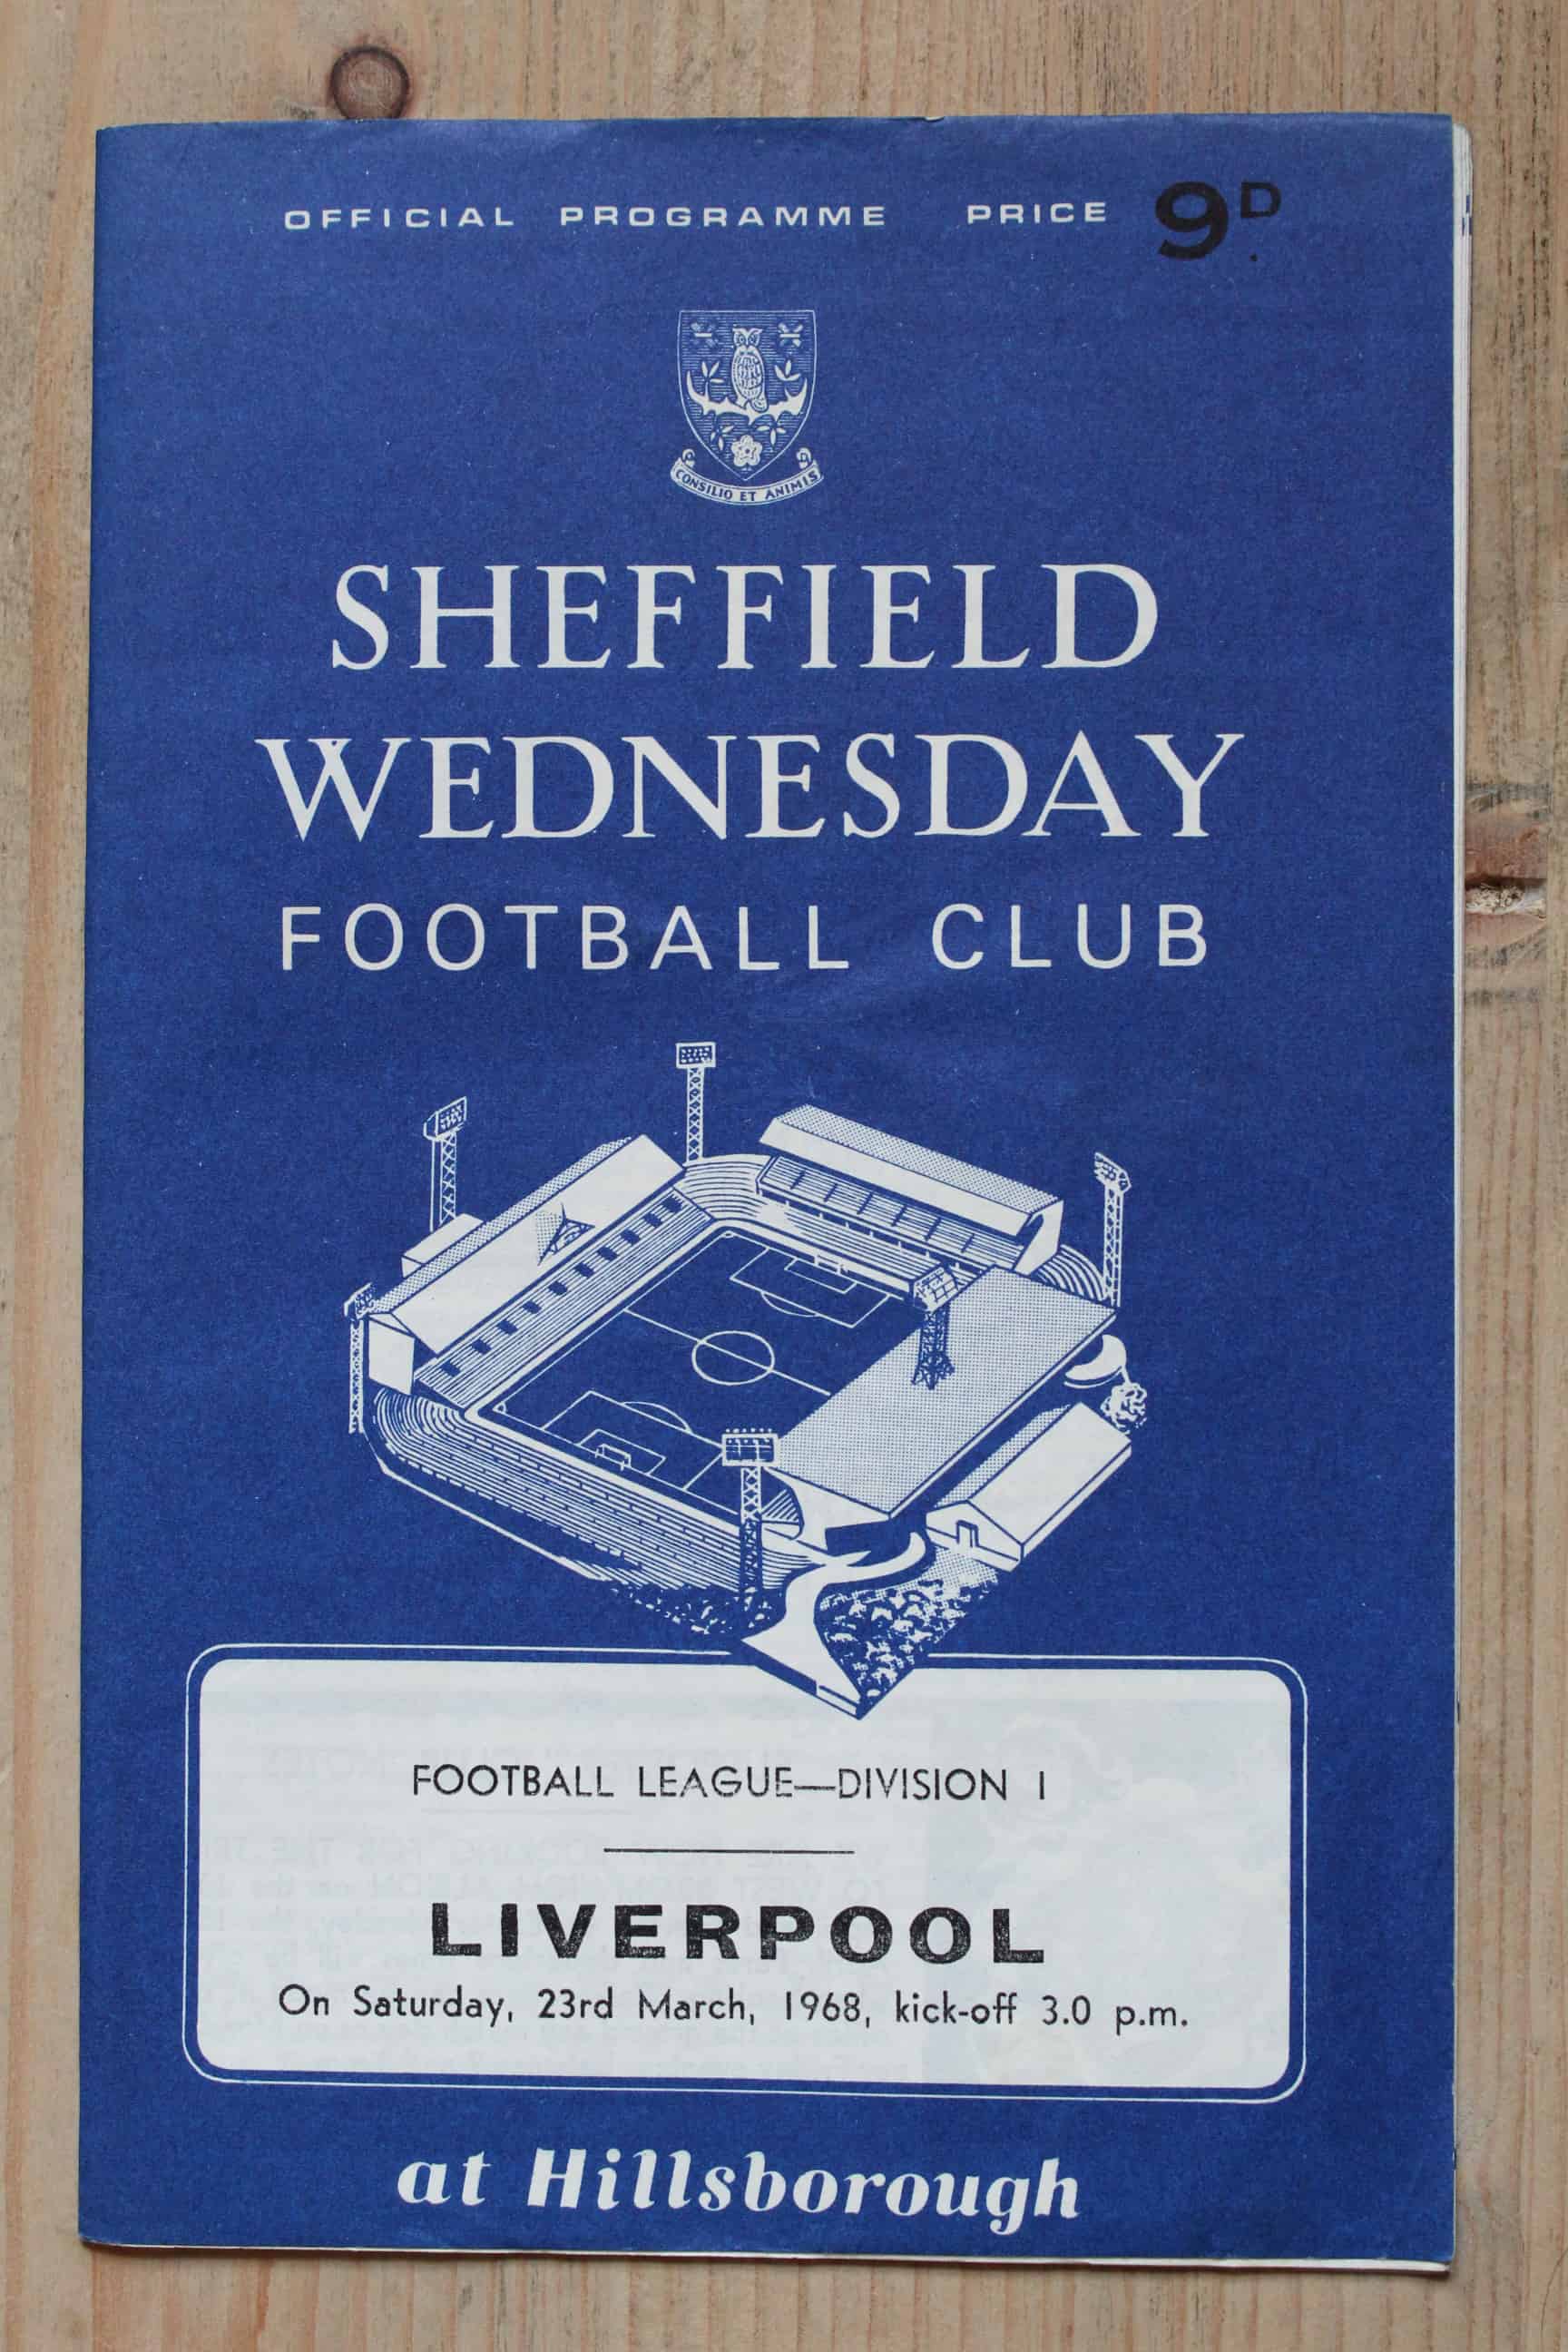 OFFICIAL PROGRAMME PRICE 9D.
CONSILIO ET ANIMIS
SHEFFIELD
WEDNESDAY
FOOTBALL CLUB
FOOTBALL LEAGUE—DIVISION I
LIVERPOOL
On Saturday, 23rd March, 1968, kick-off 3.0 p.m.
at Hillsborough